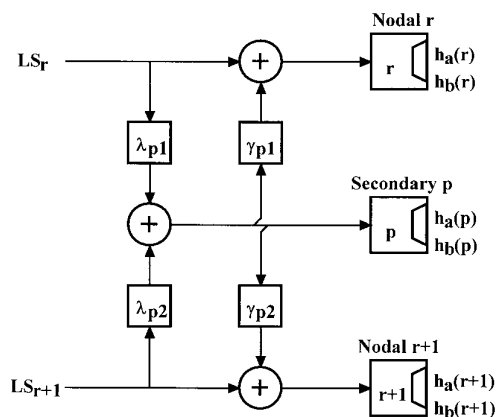 Nodal r
LSr
+
r
ha(r)
hb(r)
λp1
γp1
Secondary p
+
p
ha(p)
hb(p)
λp2
γp2
Nodal r+1
LSr+1
+
r+1
ha(r+1)
hb(r+1)